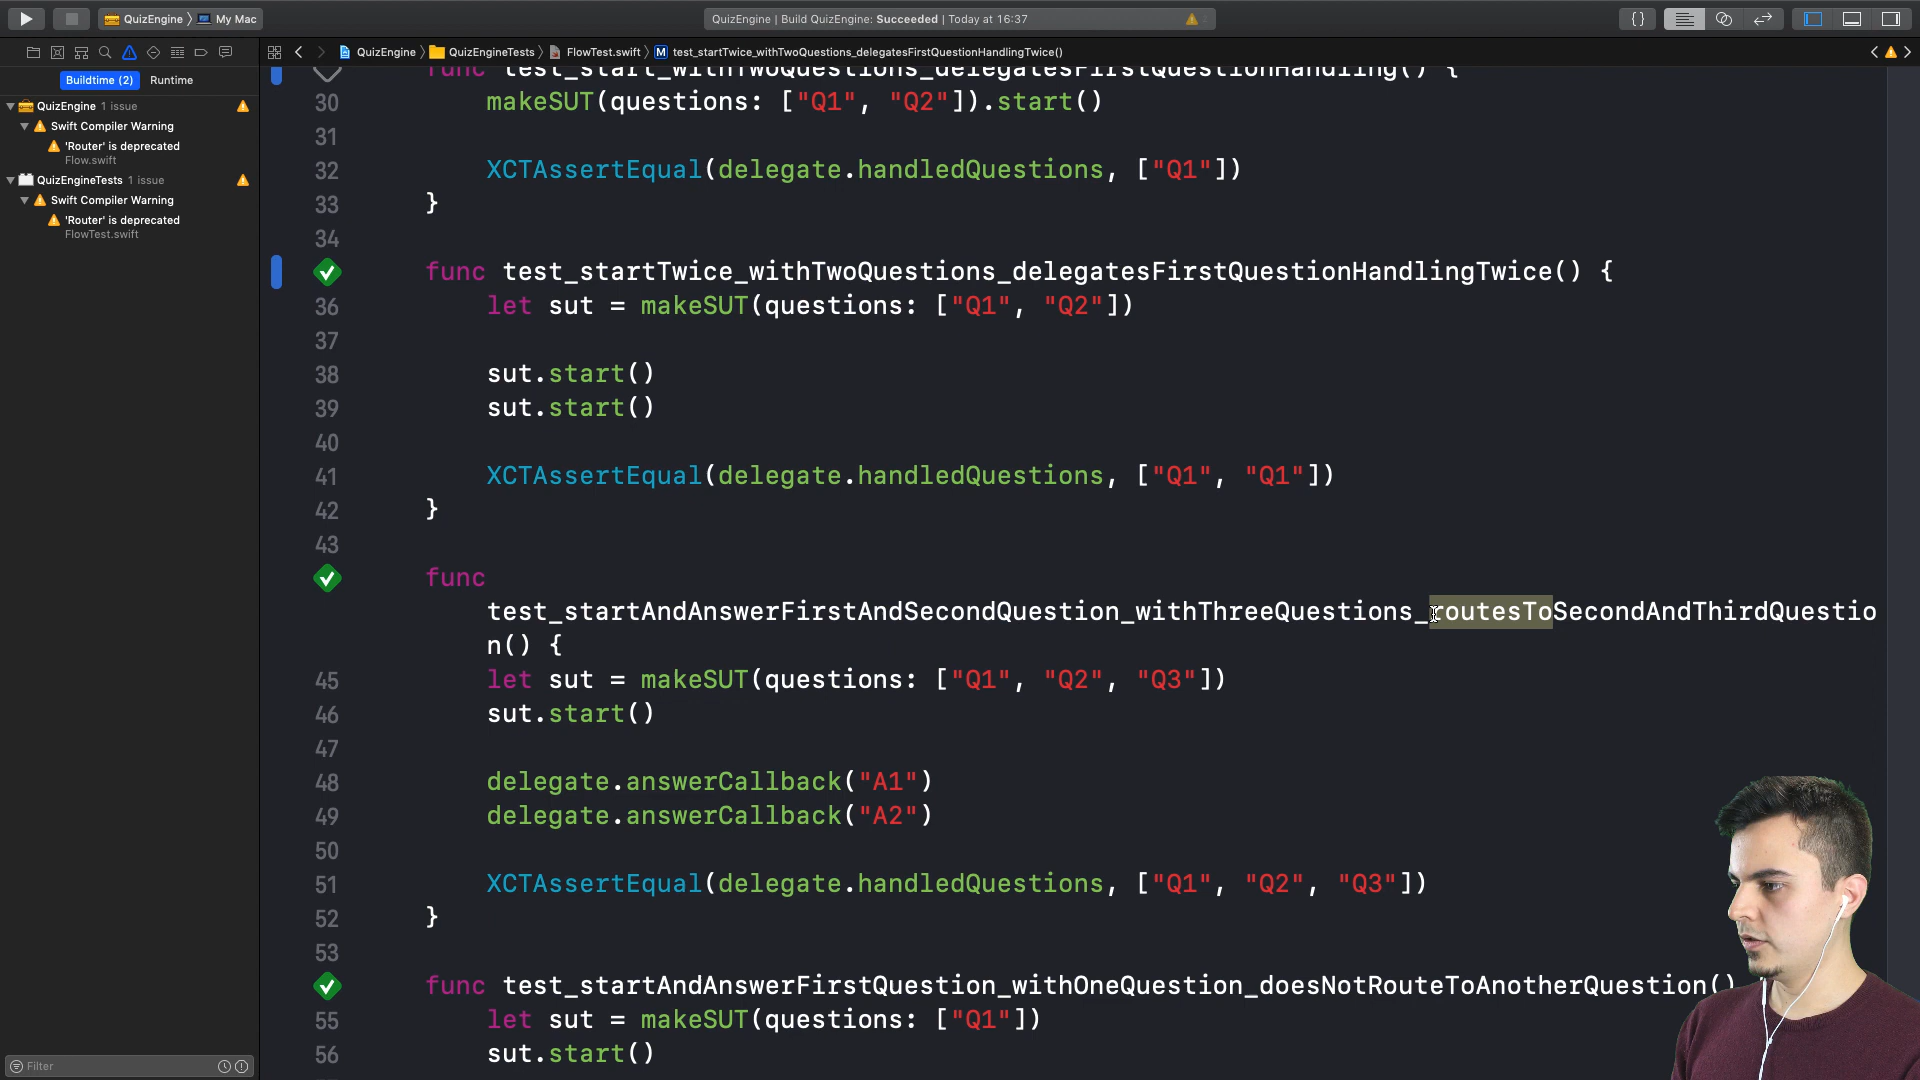 QuizEngine
My Mac
QuizEngine | Build QuizEngine: Succeeded | Today at 16:37
{}
QuizEngine
QuizEngineTests
FlowTest.swift
M
test_startTwice_withTwoQuestions_delegatesFirstQuestionHandlingTwice()
Buildtime (2)
Runtime
QuizEngine 1 issue
Swift Compiler Warning
'Router' is deprecated
Flow.swift
QuizEngineTests 1 issue
Swift Compiler Warning
'Router' is deprecated
FlowTest.swift
Filter
func test_start_withTwoQuestions_delegatesFirstQuestionHandling() {
30 makeSUT(questions: ["Q1", "Q2"]).start()
31
32 XCTAssertEqual(delegate.handledQuestions, ["Q1"])
33 }
34
func test_startTwice_withTwoQuestions_delegatesFirstQuestionHandlingTwice() {
36 let sut = makeSUT(questions: ["Q1", "Q2"])
37
38 sut.start()
39 sut.start()
40
41 XCTAssertEqual(delegate.handledQuestions, ["Q1", "Q1"])
42 }
43
func
test_startAndAnswerFirstAndSecondQuestion_withThreeQuestions_routesToSecondAndThirdQuestio
n() {
45 let sut = makeSUT(questions: ["Q1", "Q2", "Q3"])
46 sut.start()
47
48 delegate.answerCallback("A1")
49 delegate.answerCallback("A2")
50
51 XCTAssertEqual(delegate.handledQuestions, ["Q1", "Q2", "Q3"])
52 }
53
func test_startAndAnswerFirstQuestion_withOneQuestion_doesNotRouteToAnotherQuestion()
55 let sut = makeSUT(questions: ["Q1"])
56 sut.start()